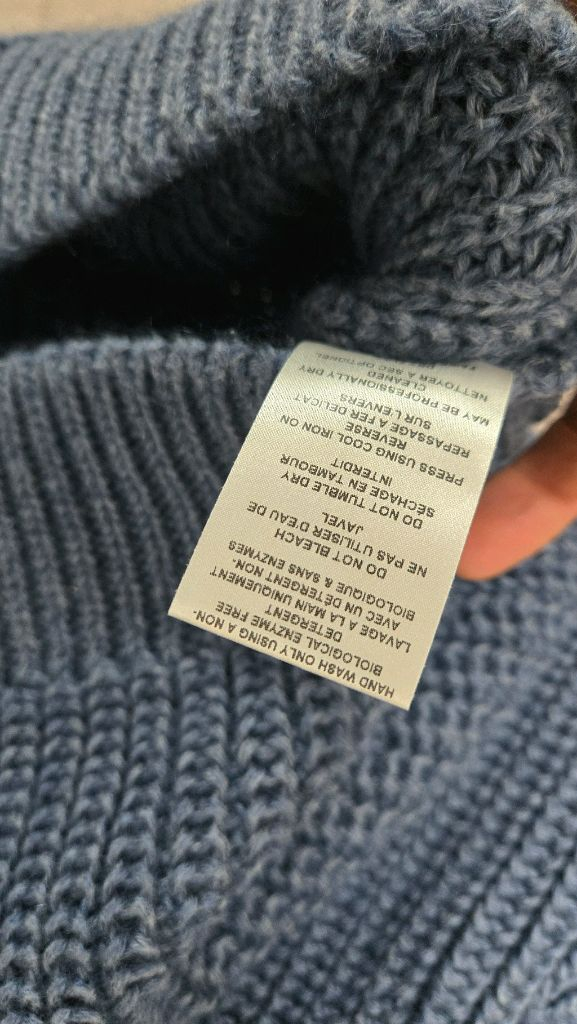 HAND WASH ONLY USING A NON-
BIOLOGICAL ENZYME FREE
DETERGENT
LAVAGE A LA MAIN UNIQUEMENT
AVEC UN DÉTERGENT NON-
BIOLOGIQUE & SANS ENZYMES
DO NOT BLEACH
NE PAS UTILISER D'EAU DE
JAVEL
DO NOT TUMBLE DRY
SÉCHAGE EN TAMBOUR
INTERDIT
PRESS USING COOL IRON ON
REVERSE
REPASSAGE A FER DELICAT
SUR L'ENVERS
MAY BE PROFESSIONALLY DRY
CLEANED
NETTOYER A SEC OPTIONEL